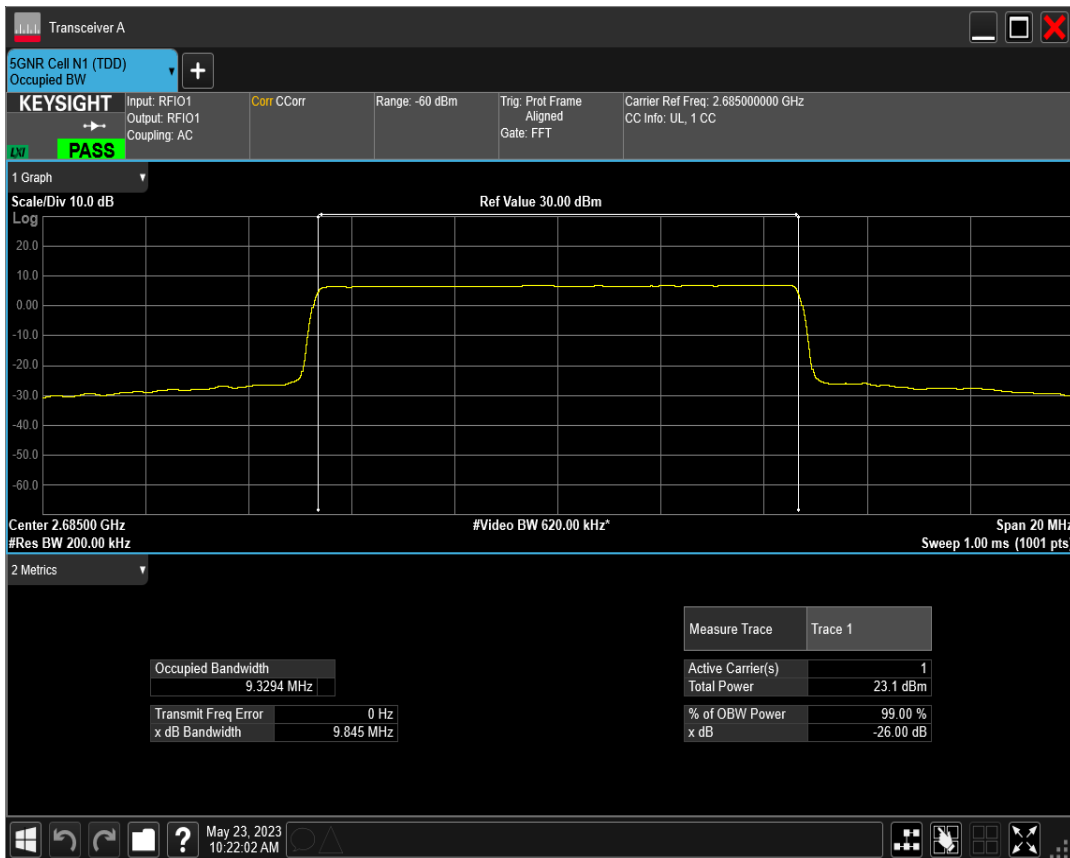 Transceiver A
5GNR Cell N1 (TDD)
Occupied BW
+
KEYSIGHT
Input: RFIO1
Output: RFIO1
Coupling: AC
Corr CCorr
Range: -60 dBm
Trig: Prot Frame
Aligned
Gate: FFT
Carrier Ref Freq: 2.685000000 GHz
CC Info: UL, 1 CC
LXI
PASS
1 Graph
Scale/Div 10.0 dB
Ref Value 30.00 dBm
Log
20.0
10.0
0.00
-10.0
-20.0
-30.0
-40.0
-50.0
-60.0
Center 2.68500 GHz
#Video BW 620.00 kHz*
Span 20 MHz
#Res BW 200.00 kHz
Sweep 1.00 ms (1001 pts)
2 Metrics
Measure Trace
Trace 1
Occupied Bandwidth
9.3294 MHz
Active Carrier(s)
1
Total Power
23.1 dBm
Transmit Freq Error
0 Hz
% of OBW Power
99.00 %
x dB Bandwidth
9.845 MHz
x dB
-26.00 dB
?
May 23, 2023
10:22:02 AM